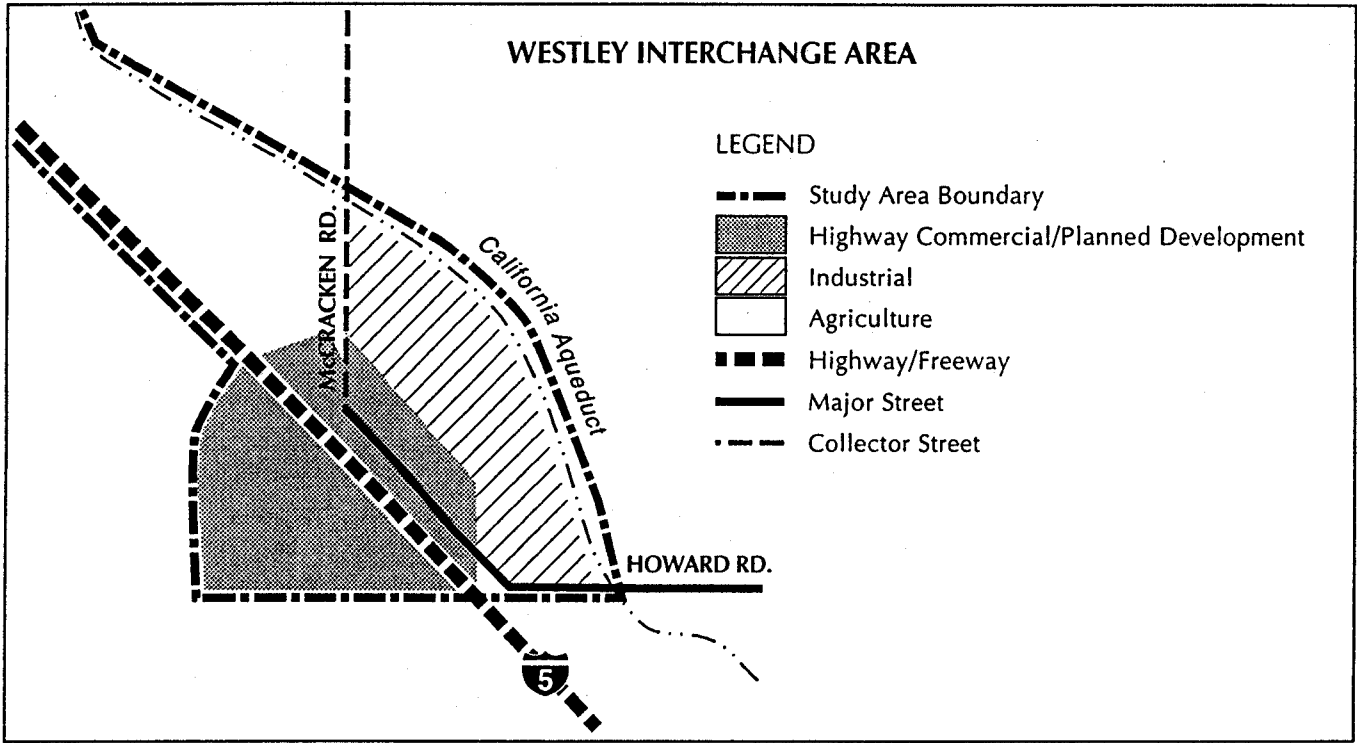 WESTLEY INTERCHANGE AREA
LEGEND
Study Area Boundary
Highway Commercial/Planned Development
Industrial
Agriculture
Highway/Freeway
Major Street
Collector Street
McCRACKEN RD.
California Aqueduct
HOWARD RD.
5